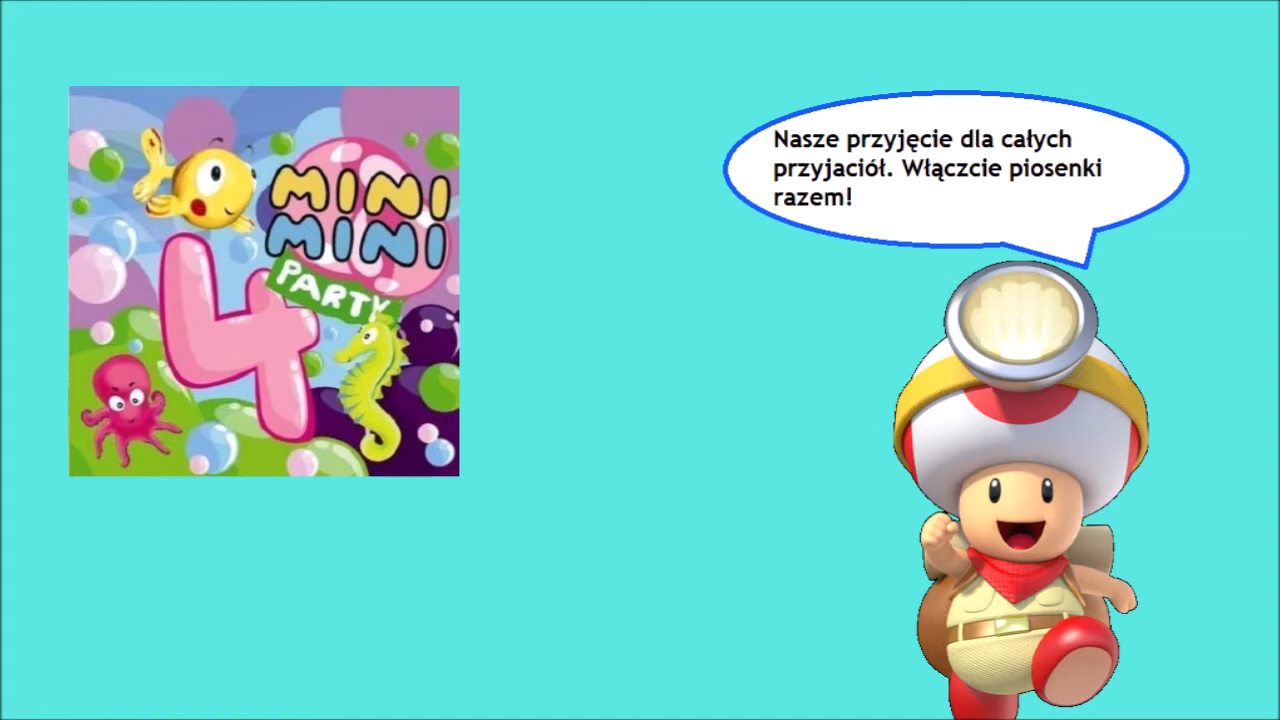 MINI
MINI
PARTY
4
Nasze przyjęcie dla całych
przyjaciół. Włączcie piosenki
razem!